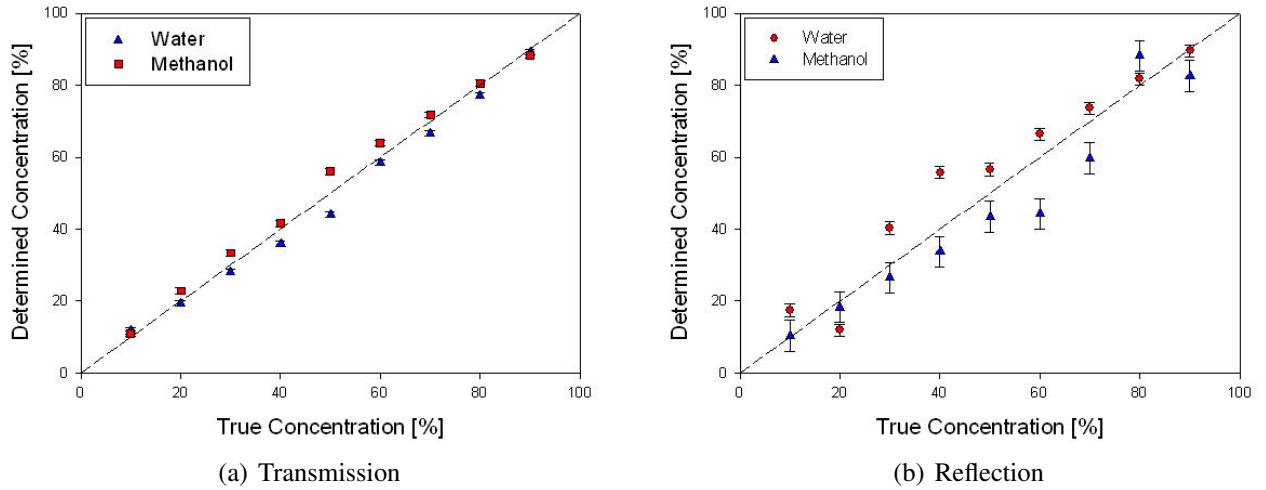 100
80
60
40
20
0
Determined Concentration [%]
Water
Methanol
0 20 40 60 80 100
True Concentration [%]
(a) Transmission
100
80
60
40
20
0
Determined Concentration [%]
Water
Methanol
0 20 40 60 80 100
True Concentration [%]
(b) Reflection